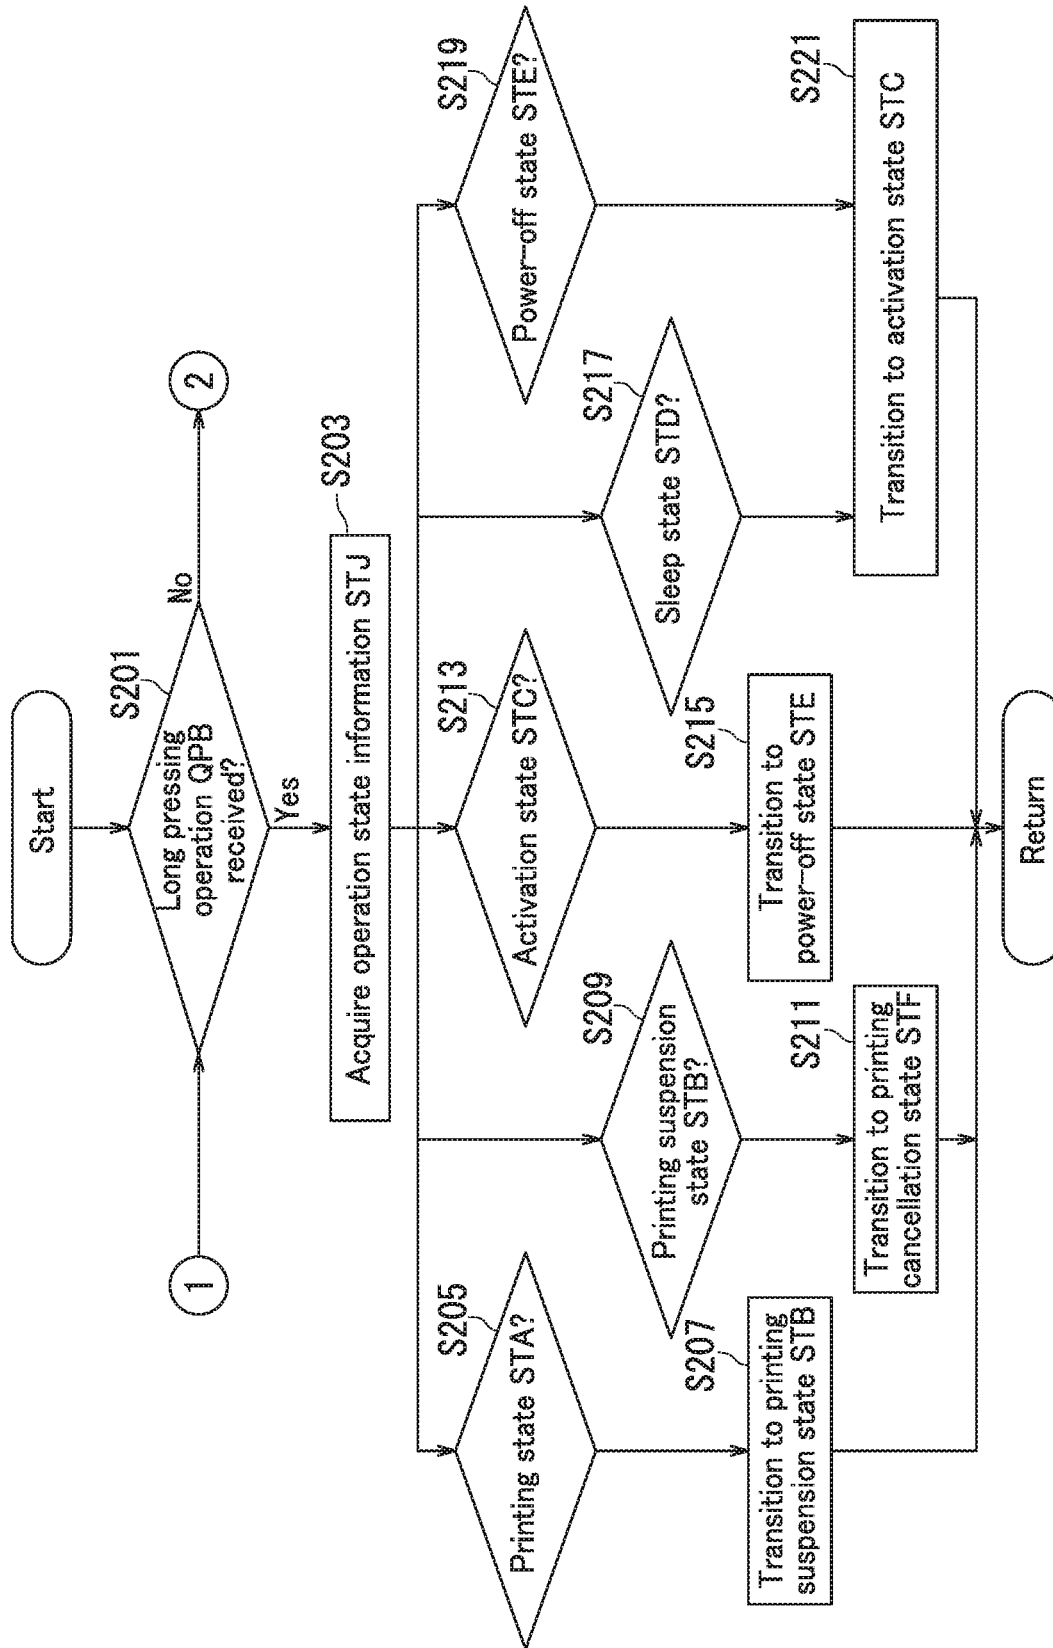 Start
S201
Long pressing
operation QPB
received?
No
2
1
Yes
S203
Acquire operation state information STJ
S205
Printing state STA?
S207
Transition to printing
suspension state STB
S209
Printing suspension
state STB?
S211
Transition to printing
cancellation state STF
S213
Activation state STC?
S215
Transition to
power-off state STE
S217
Sleep state STD?
S219
Power-off state STE?
S221
Transition to activation state STC
Return